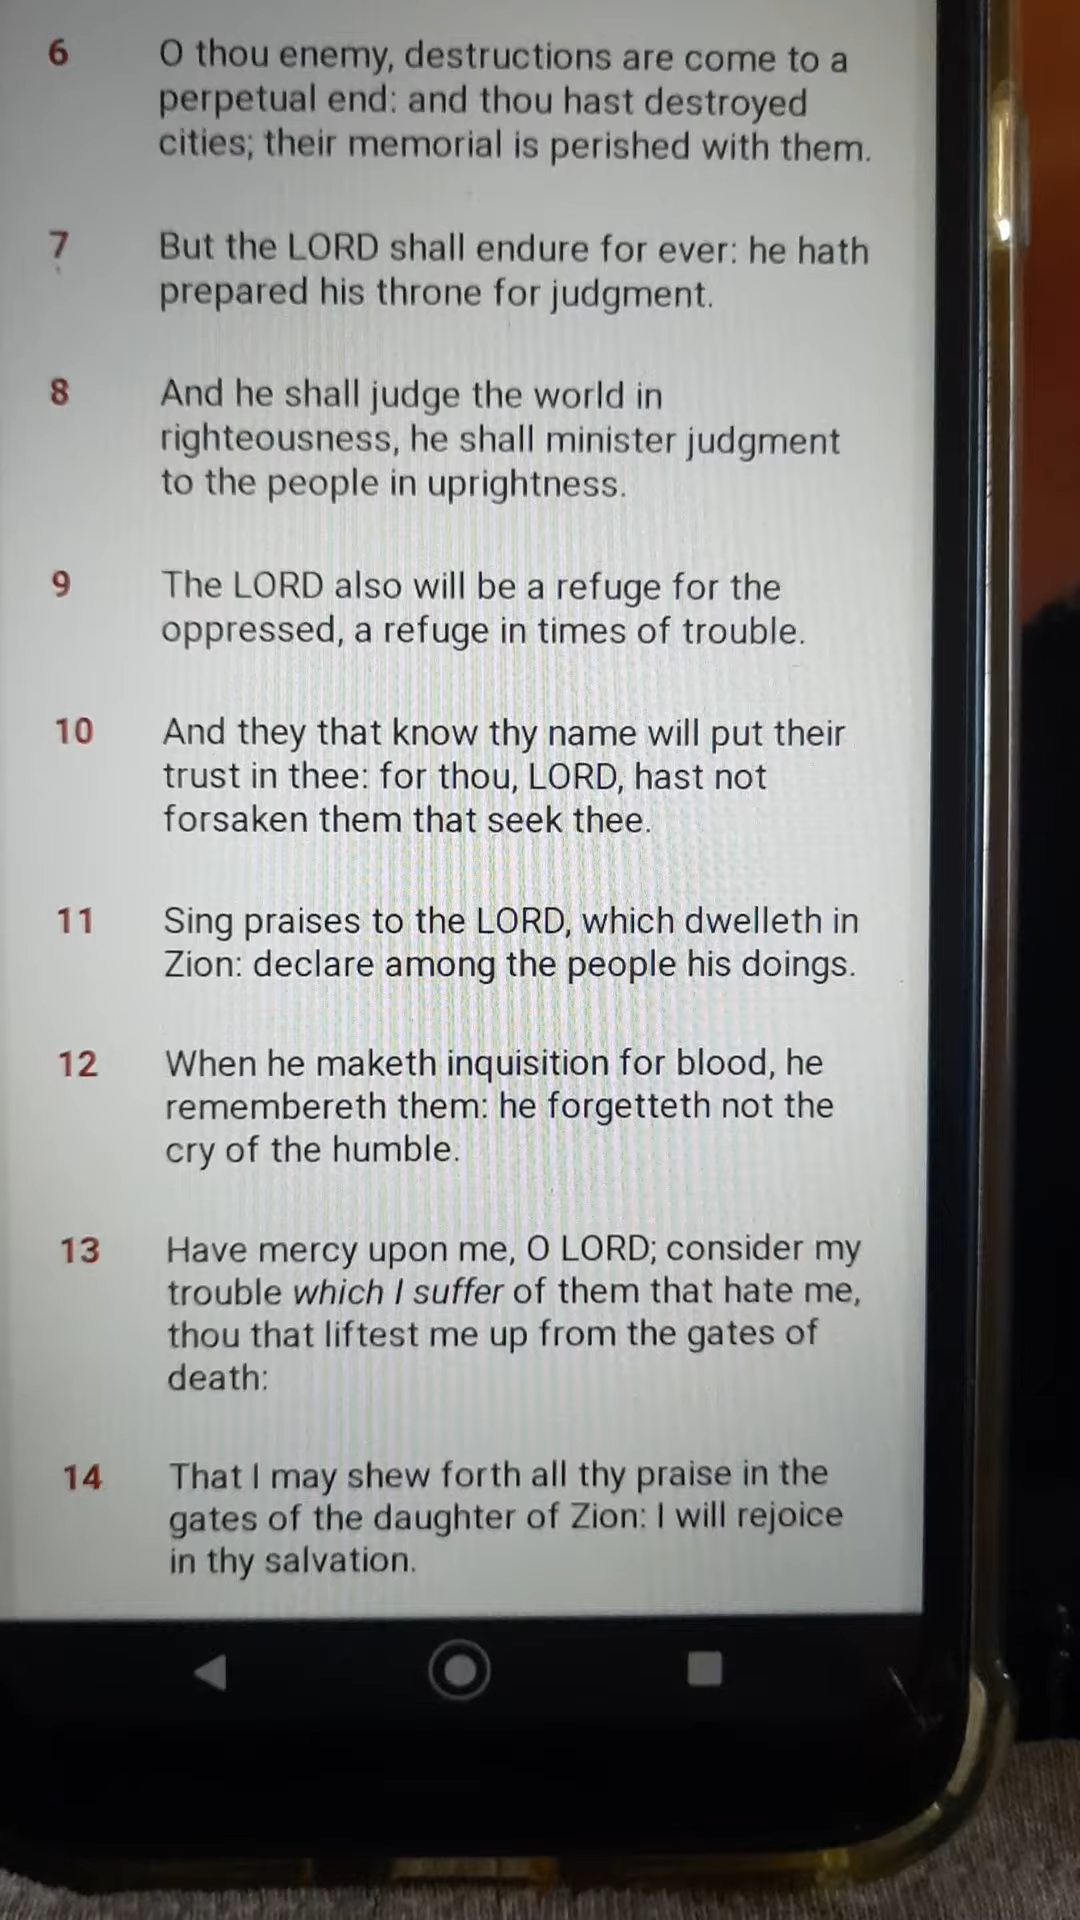 6 O thou enemy, destructions are come to a
perpetual end: and thou hast destroyed
cities; their memorial is perished with them.
7 But the LORD shall endure for ever: he hath
prepared his throne for judgment.
8 And he shall judge the world in
righteousness, he shall minister judgment
to the people in uprightness.
9 The LORD also will be a refuge for the
oppressed, a refuge in times of trouble.
10 And they that know thy name will put their
trust in thee: for thou, LORD, hast not
forsaken them that seek thee.
11 Sing praises to the LORD, which dwelleth in
Zion: declare among the people his doings.
12 When he maketh inquisition for blood, he
remembereth them: he forgetteth not the
cry of the humble.
13 Have mercy upon me, O LORD; consider my
trouble which I suffer of them that hate me,
thou that liftest me up from the gates of
death:
14 That I may shew forth all thy praise in the
gates of the daughter of Zion: I will rejoice
in thy salvation.